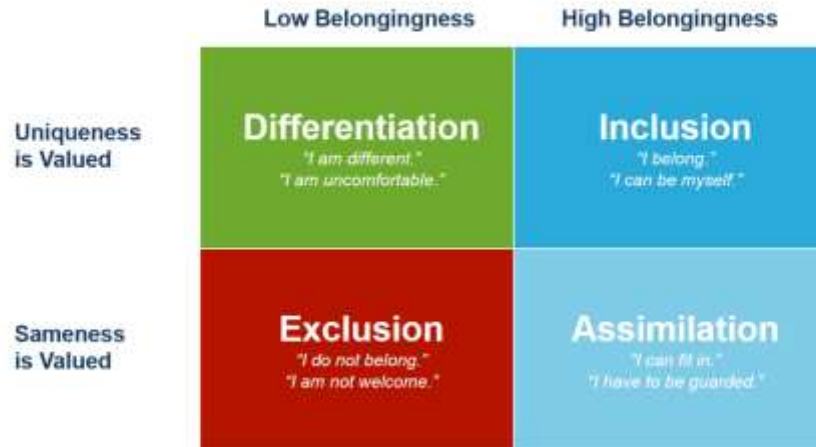 Low Belongingness
High Belongingness
Uniqueness
is Valued
Differentiation
"I am different."
"I am uncomfortable."
Inclusion
"I belong."
"I can be myself."
Sameness
is Valued
Exclusion
"I do not belong."
"I am not welcome."
Assimilation
"I can fit in."
"I have to be guarded."